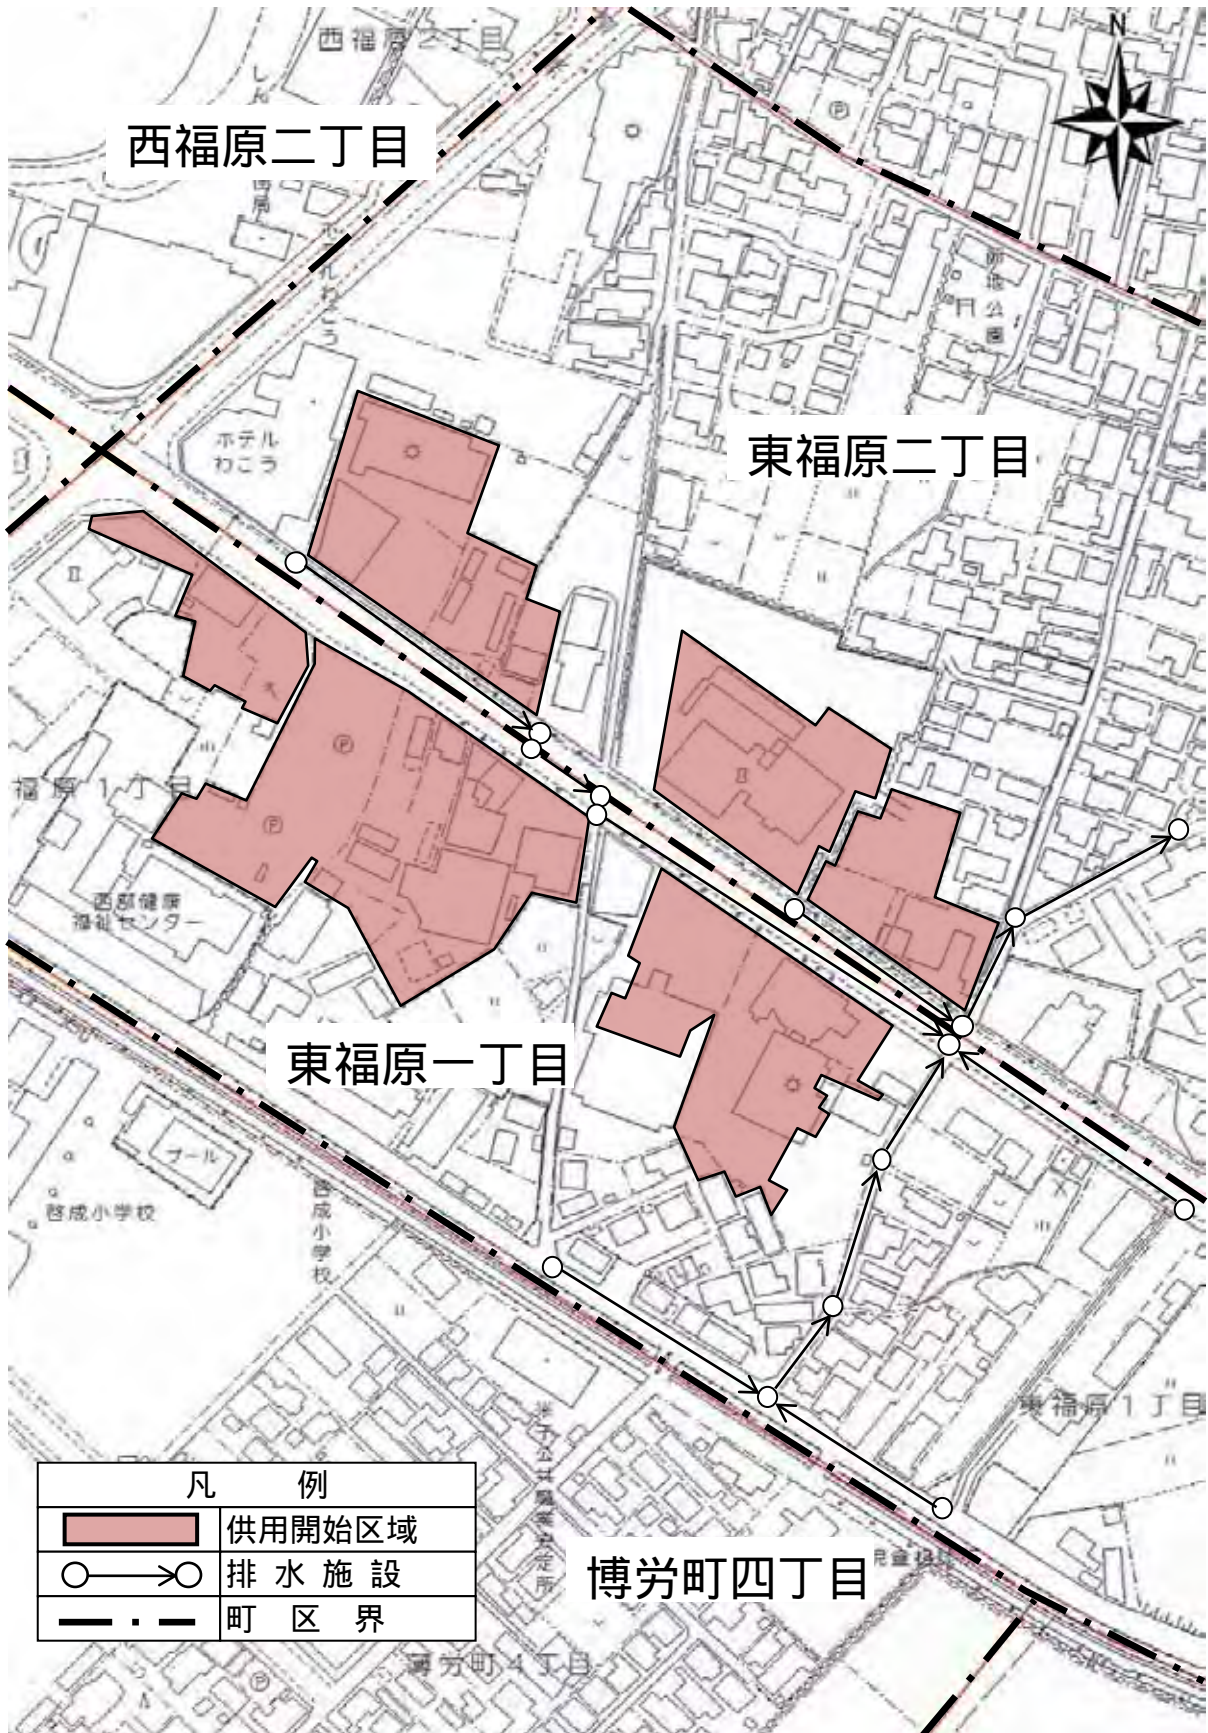 西福原2丁目
N
西福原二丁目
ホテル
わこう
東福原二丁目
福原1丁目
西部健康
福祉センター
東福原一丁目
プール
啓成小学校
啓成小学校
東福原1丁目
凡 例
供用開始区域
排水施設
町区界
博労町四丁目
博労町4丁目